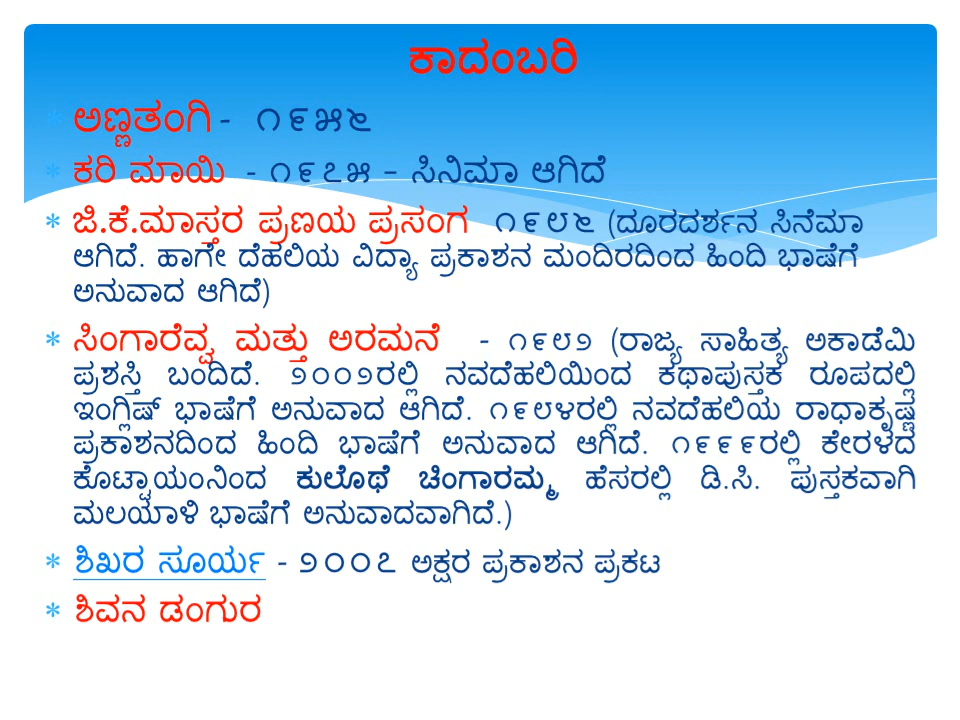 ಕಾದಂಬರಿ
* ಅಣ್ಣತಂಗಿ - ೧೯೫೬
* ಕರಿ ಮಾಯಿ - ೧೯೭೫ – ಸಿನಿಮಾ ಆಗಿದೆ
* ಜಿ.ಕೆ.ಮಾಸ್ತರ ಪ್ರಣಯ ಪ್ರಸಂಗ ೧೯೮೬ (ದೂರದರ್ಶನ ಸಿನೆಮಾ
ಆಗಿದೆ. ಹಾಗೇ ದೆಹಲಿಯ ವಿದ್ಯಾ ಪ್ರಕಾಶನ ಮಂದಿರದಿಂದ ಹಿಂದಿ ಭಾಷೆಗೆ
ಅನುವಾದ ಆಗಿದೆ)
* ಸಿಂಗಾರೆವ್ವ ಮತ್ತು ಅರಮನೆ - ೧೯೮೨ (ರಾಜ್ಯ ಸಾಹಿತ್ಯ ಅಕಾಡೆಮಿ
ಪ್ರಶಸ್ತಿ ಬಂದಿದೆ. ೨೦೦೨ರಲ್ಲಿ ನವದೆಹಲಿಯಿಂದ ಕಥಾಪುಸ್ತಕ ರೂಪದಲ್ಲಿ
ಇಂಗ್ಲಿಷ್ ಭಾಷೆಗೆ ಅನುವಾದ ಆಗಿದೆ. ೧೯೮೪ರಲ್ಲಿ ನವದೆಹಲಿಯ ರಾಧಾಕೃಷ್ಣ
ಪ್ರಕಾಶನದಿಂದ ಹಿಂದಿ ಭಾಷೆಗೆ ಅನುವಾದ ಆಗಿದೆ. ೧೯೯೯ರಲ್ಲಿ ಕೇರಳದ
ಕೊಟ್ಟಾಯಂನಿಂದ ಕುಲೊಥೆ ಚಿಂಗಾರಮ್ಮ ಹೆಸರಲ್ಲಿ ಡಿ.ಸಿ. ಪುಸ್ತಕವಾಗಿ
ಮಲಯಾಳಿ ಭಾಷೆಗೆ ಅನುವಾದವಾಗಿದೆ.)
* ಶಿಖರ ಸೂರ್ಯ - ೨೦೦೭ ಅಕ್ಷರ ಪ್ರಕಾಶನ ಪ್ರಕಟ
* ಶಿವನ ಡಂಗುರ